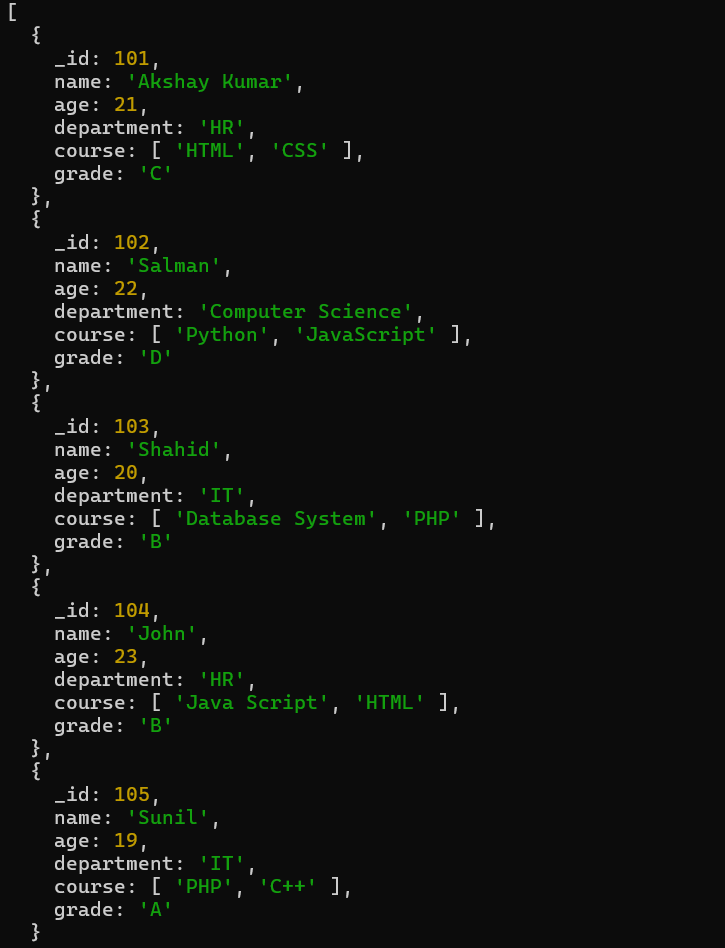 [
  {
    _id: 101,
    name: 'Akshay Kumar',
    age: 21,
    department: 'HR',
    course: [ 'HTML', 'CSS' ],
    grade: 'C'
  },
  {
    _id: 102,
    name: 'Salman',
    age: 22,
    department: 'Computer Science',
    course: [ 'Python', 'JavaScript' ],
    grade: 'D'
  },
  {
    _id: 103,
    name: 'Shahid',
    age: 20,
    department: 'IT',
    course: [ 'Database System', 'PHP' ],
    grade: 'B'
  },
  {
    _id: 104,
    name: 'John',
    age: 23,
    department: 'HR',
    course: [ 'Java Script', 'HTML' ],
    grade: 'B'
  },
  {
    _id: 105,
    name: 'Sunil',
    age: 19,
    department: 'IT',
    course: [ 'PHP', 'C++' ],
    grade: 'A'
  }